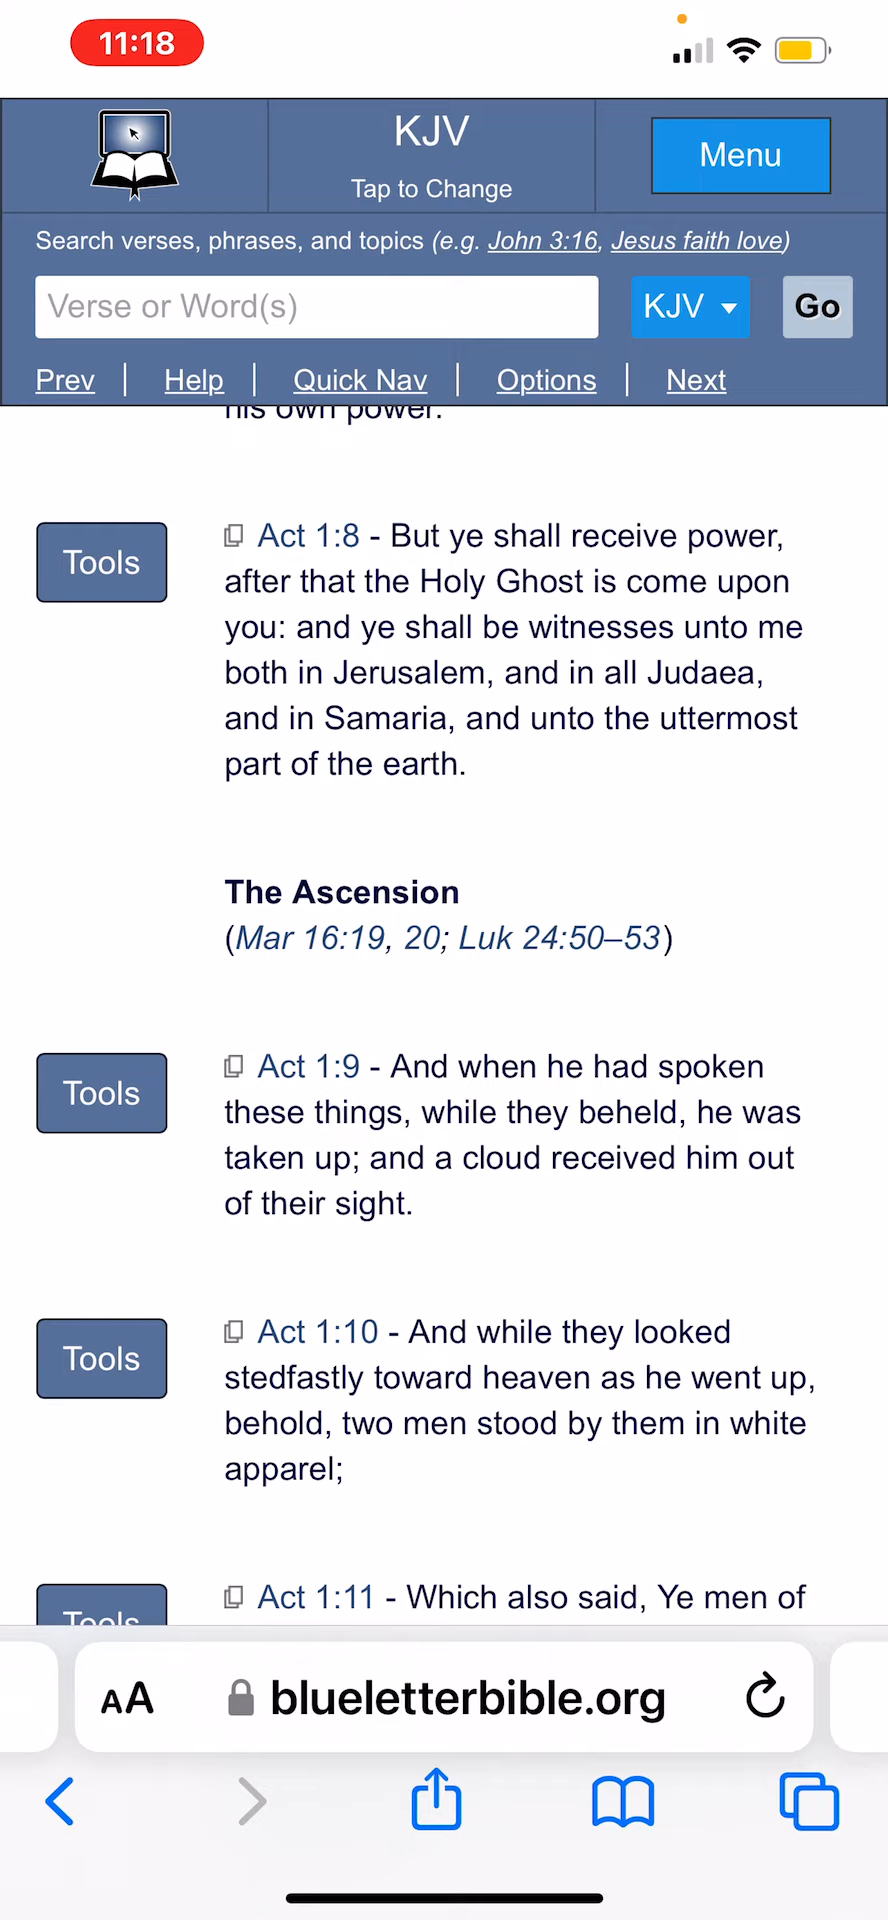 11:18
KJV
Tap to Change
Menu
Search verses, phrases, and topics (e.g. John 3:16, Jesus faith love)
Verse or Word(s)
KJV
Go
Prev | Help | Quick Nav | Options | Next
his own power.
Tools
Act 1:8 - But ye shall receive power,
after that the Holy Ghost is come upon
you: and ye shall be witnesses unto me
both in Jerusalem, and in all Judaea,
and in Samaria, and unto the uttermost
part of the earth.
The Ascension
(Mar 16:19, 20; Luk 24:50–53)
Tools
Act 1:9 - And when he had spoken
these things, while they beheld, he was
taken up; and a cloud received him out
of their sight.
Tools
Act 1:10 - And while they looked
stedfastly toward heaven as he went up,
behold, two men stood by them in white
apparel;
Tools
Act 1:11 - Which also said, Ye men of
AA
blueletterbible.org